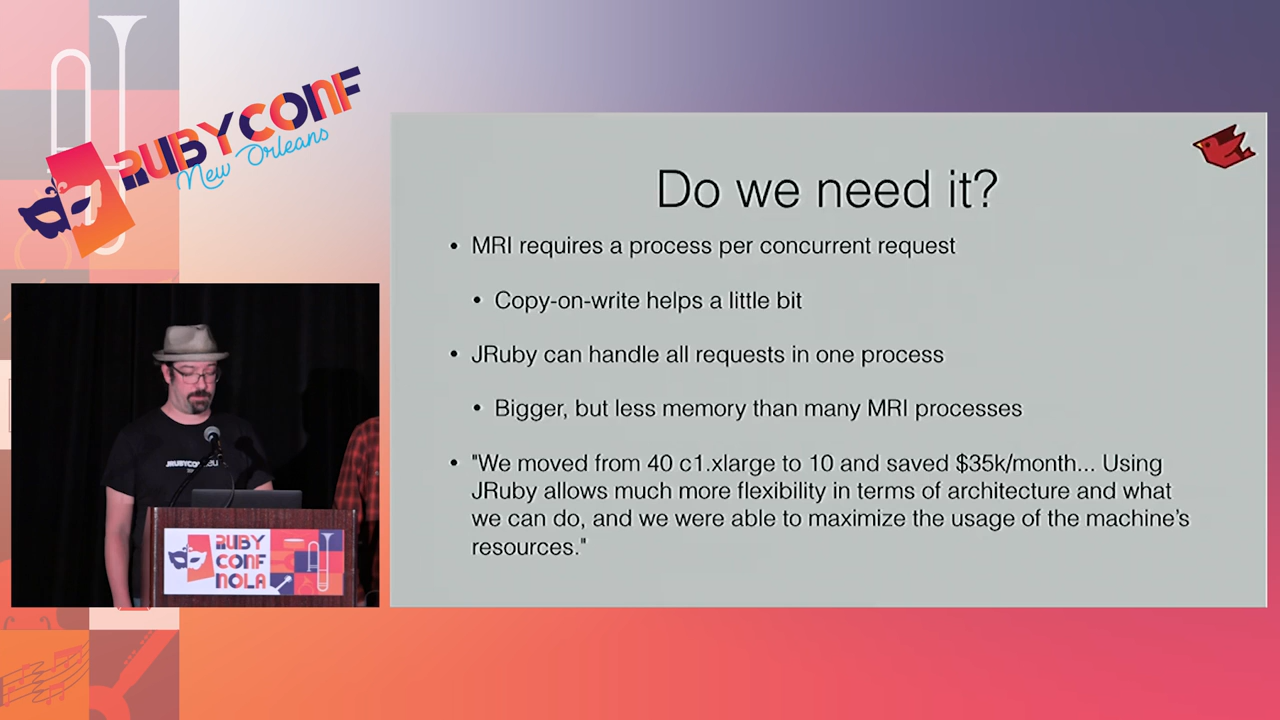 RUBYCONF
New Orleans
Do we need it?
• MRI requires a process per concurrent request
• Copy-on-write helps a little bit
• JRuby can handle all requests in one process
• Bigger, but less memory than many MRI processes
• "We moved from 40 c1.xlarge to 10 and saved $35k/month... Using
JRuby allows much more flexibility in terms of architecture and what
we can do, and we were able to maximize the usage of the machine's
resources."
RUBY
CONF
NOLA